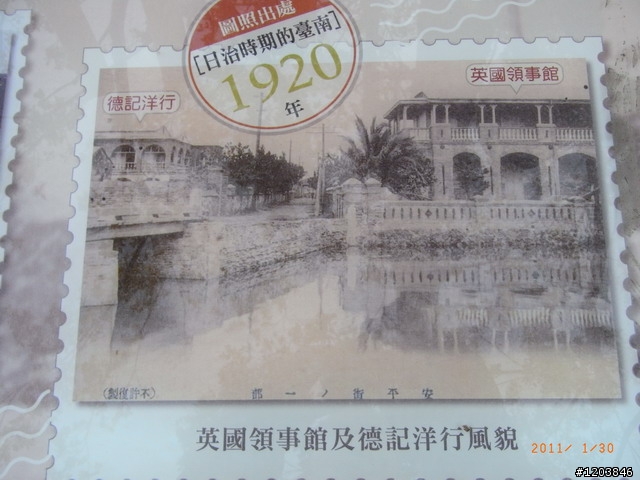 圖照出處
[日治時期的臺南]
1920
年
德記洋行
英國領事館
(製復許不) 部一ノ街平安
英國領事館及德記洋行風貌
2011/ 1/30
#1203846